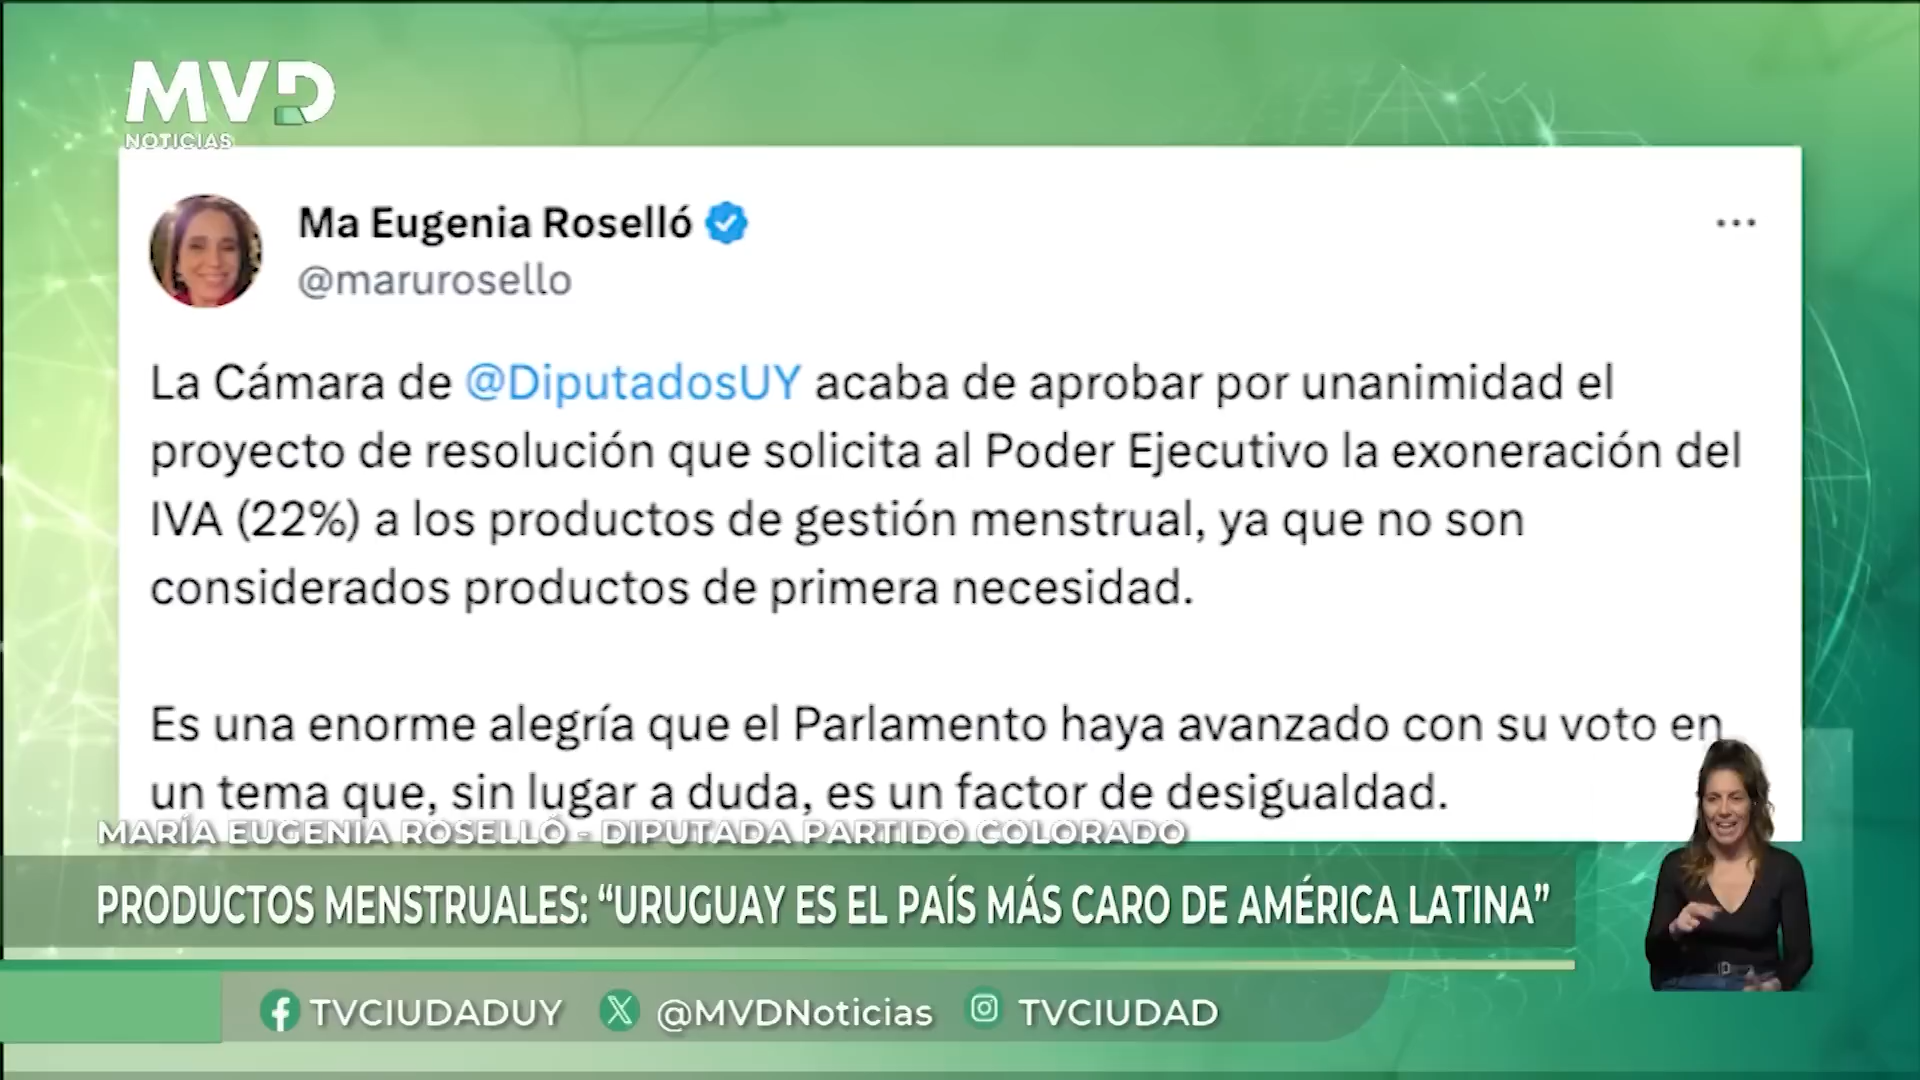 MVD
NOTICIAS
Ma Eugenia Roselló
@marurosello
La Cámara de @DiputadosUY acaba de aprobar por unanimidad el
proyecto de resolución que solicita al Poder Ejecutivo la exoneración del
IVA (22%) a los productos de gestión menstrual, ya que no son
considerados productos de primera necesidad.
Es una enorme alegría que el Parlamento haya avanzado con su voto en
un tema que, sin lugar a duda, es un factor de desigualdad.
MARÍA EUGENIA ROSELLÓ - DIPUTADA PARTIDO COLORADO
PRODUCTOS MENSTRUALES: “URUGUAY ES EL PAÍS MÁS CARO DE AMÉRICA LATINA”
TVCIUDADUY @MVDNoticias TVCIUDAD